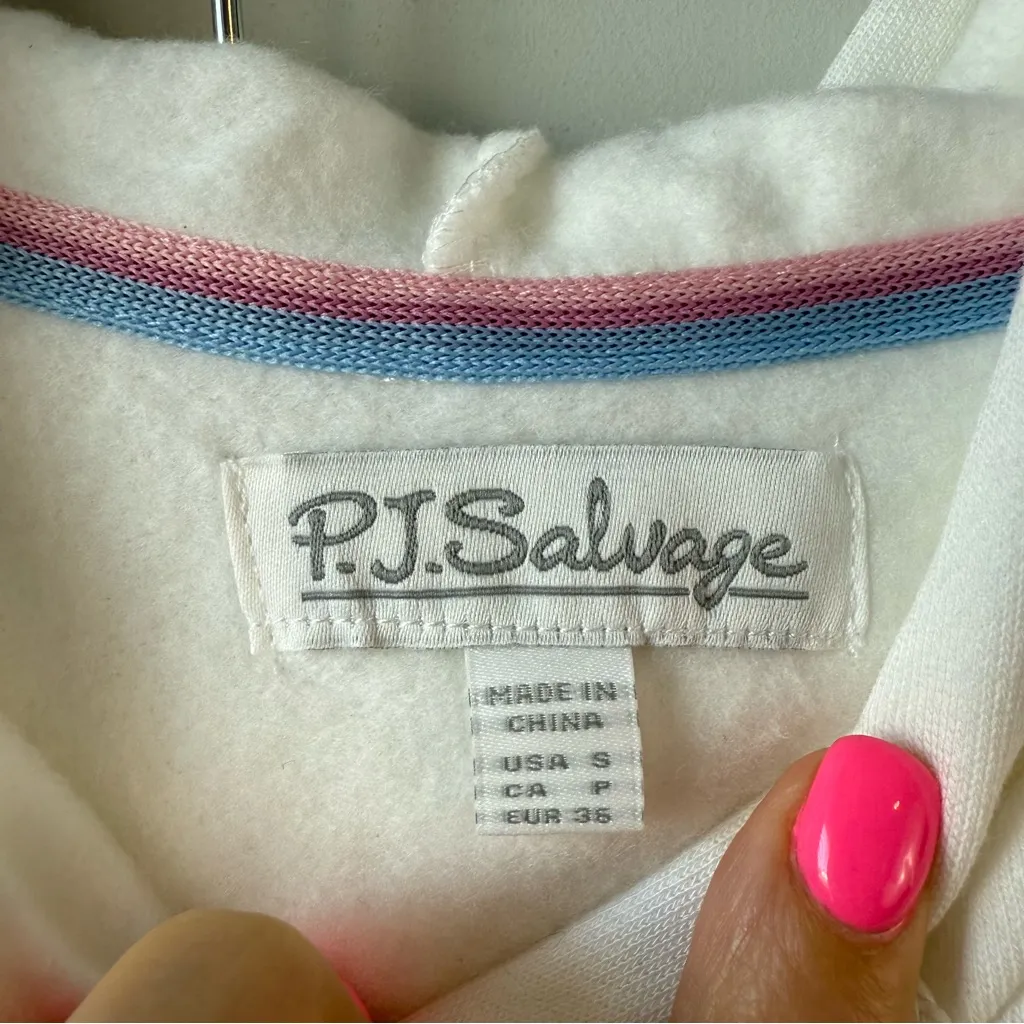 P.J.Salvage
MADE IN
CHINA
USA S
CA P
EUR 36